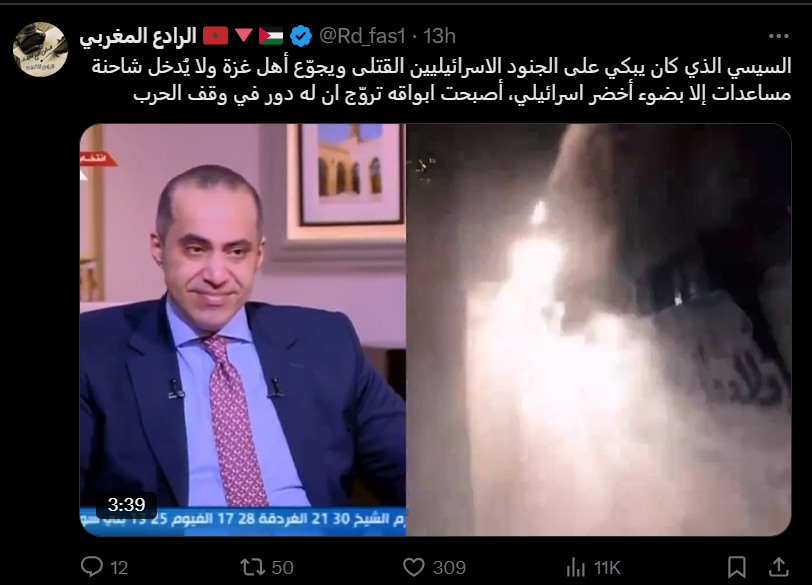 الرادع المغربي @Rd_fas1 · 13h
السيسي الذي كان يبكي على الجنود الاسرائيليين القتلى ويجوّع أهل غزة ولا يُدخل شاحنة
مساعدات إلا بضوء أخضر اسرائيلي، أصبحت ابواقه تروّج ان له دور في وقف الحرب
3:39
م الشيخ 30 21 الغردقة 28 17 الفيوم 25
12 50 309 11K